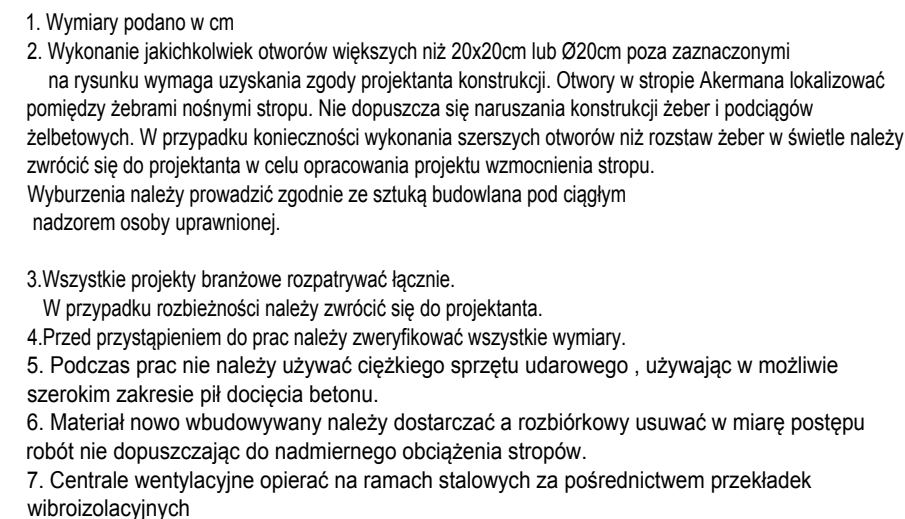 1. Wymiary podano w cm
2. Wykonanie jakichkolwiek otworów większych niż 20x20cm lub Ø20cm poza zaznaczonymi
na rysunku wymaga uzyskania zgody projektanta konstrukcji. Otwory w stropie Akermana lokalizować
pomiędzy żebrami nośnymi stropu. Nie dopuszcza się naruszania konstrukcji żeber i podciągów
żelbetowych. W przypadku konieczności wykonania szerszych otworów niż rozstaw żeber w świetle należy
zwrócić się do projektanta w celu opracowania projektu wzmocnienia stropu.
Wyburzenia należy prowadzić zgodnie ze sztuką budowlana pod ciągłym
nadzorem osoby uprawnionej.
3.Wszystkie projekty branżowe rozpatrywać łącznie.
W przypadku rozbieżności należy zwrócić się do projektanta.
4.Przed przystąpieniem do prac należy zweryfikować wszystkie wymiary.
5. Podczas prac nie należy używać ciężkiego sprzętu udarowego , używając w możliwie
szerokim zakresie pił docięcia betonu.
6. Materiał nowo wbudowywany należy dostarczać a rozbiórkowy usuwać w miarę postępu
robót nie dopuszczając do nadmiernego obciążenia stropów.
7. Centrale wentylacyjne opierać na ramach stalowych za pośrednictwem przekładek
wibroizolacyjnych